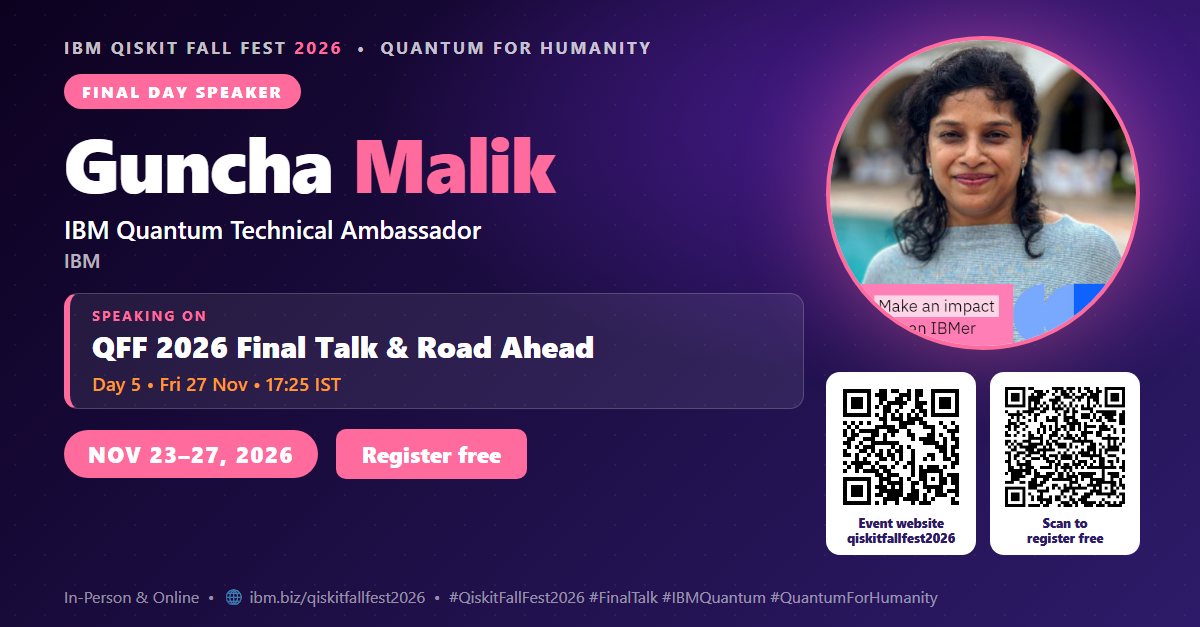 IBM QISKIT FALL FEST 2026 • QUANTUM FOR HUMANITY
FINAL DAY SPEAKER
Guncha Malik
IBM Quantum Technical Ambassador
IBM
SPEAKING ON
QFF 2026 Final Talk & Road Ahead
Day 5 • Fri 27 Nov • 17:25 IST
NOV 23–27, 2026
Register free
Make an impact
an IBMer
Event website
qiskitfallfest2026
Scan to
register free
In-Person & Online • ibm.biz/qiskitfallfest2026 • #QiskitFallFest2026 #FinalTalk #IBMQuantum #QuantumForHumanity